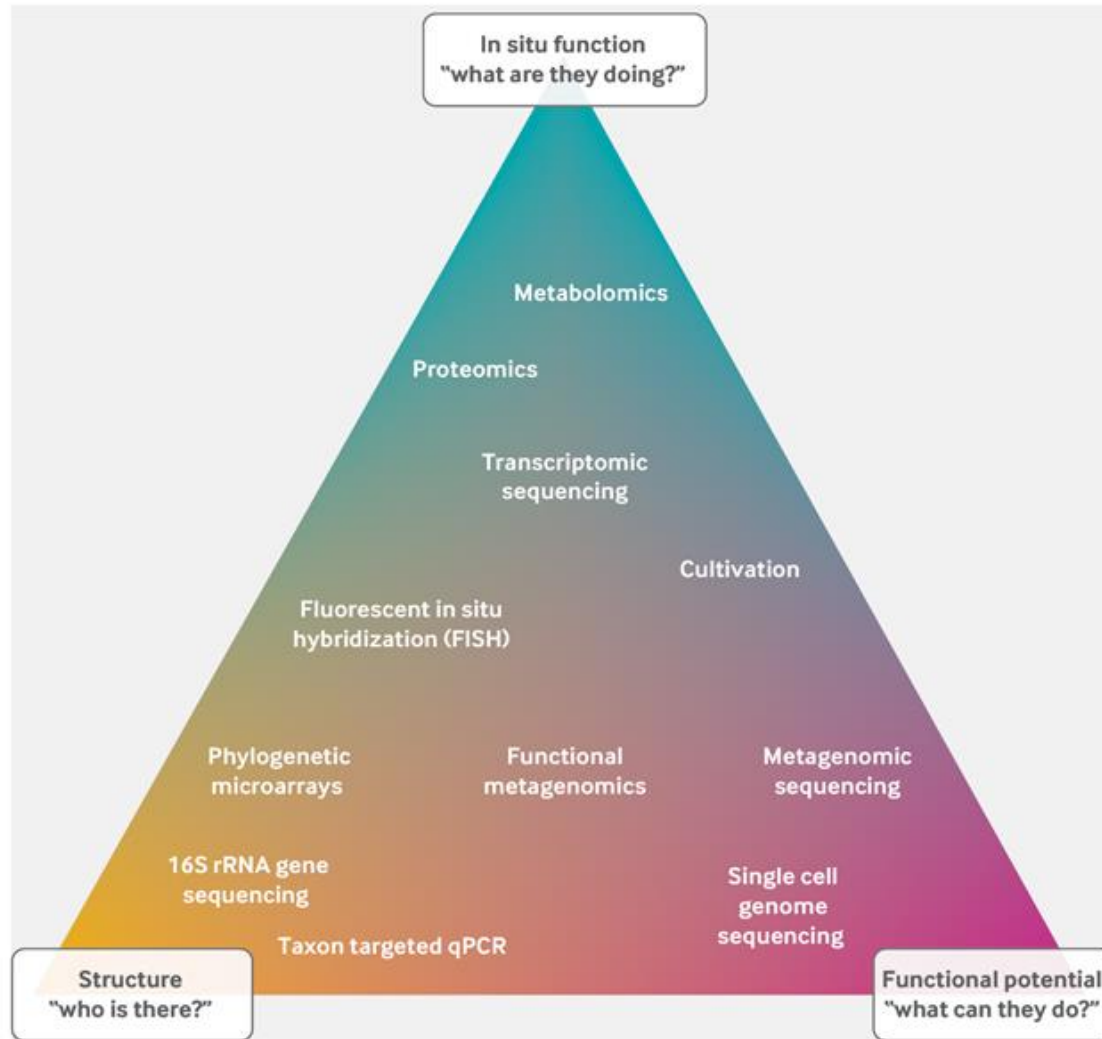 In situ function
“what are they doing?”
Metabolomics
Proteomics
Transcriptomic
sequencing
Cultivation
Fluorescent in situ
hybridization (FISH)
Phylogenetic
microarrays
Functional
metagenomics
Metagenomic
sequencing
16S rRNA gene
sequencing
Single cell
genome
sequencing
Taxon targeted qPCR
Structure
“who is there?”
Functional potential
“what can they do?”